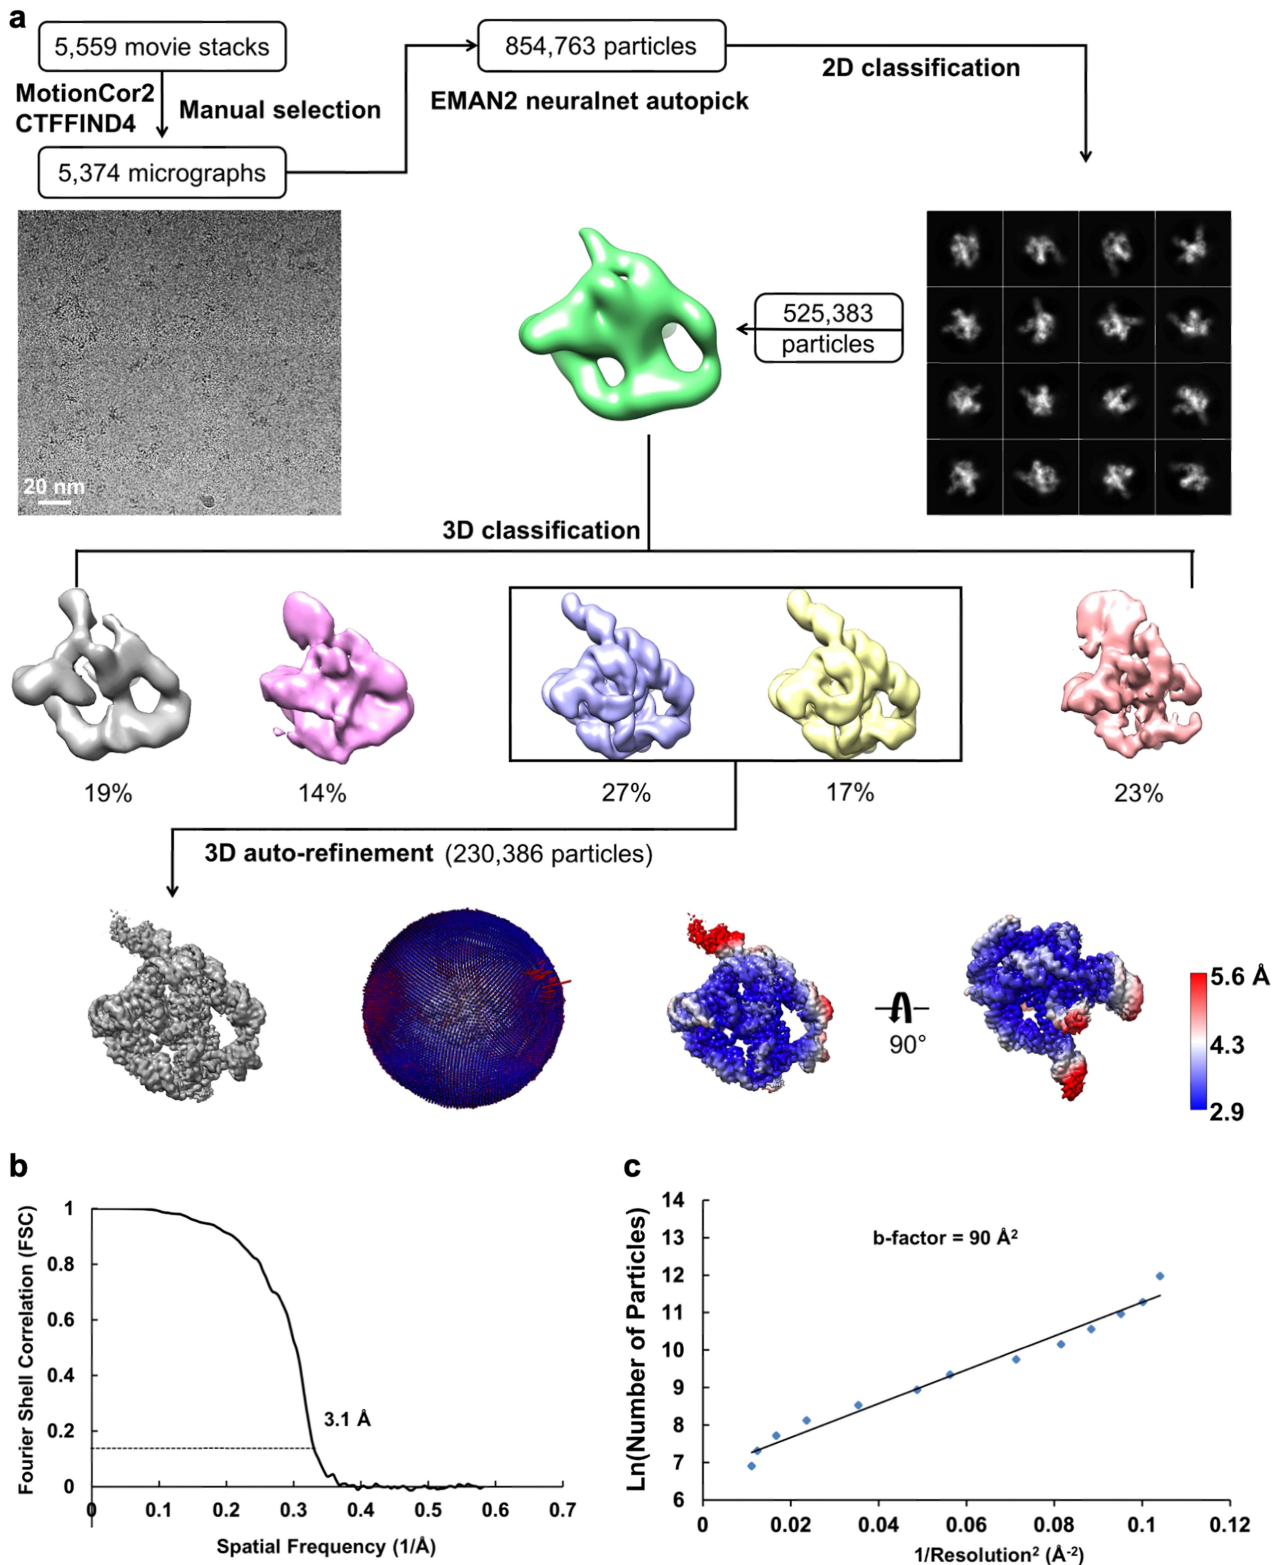 a
5,559 movie stacks
854,763 particles
2D classification
MotionCor2
CTFFIND4
Manual selection
EMAN2 neuralnet autopick
5,374 micrographs
525,383
particles
20 nm
3D classification
19%
14%
27%
17%
23%
3D auto-refinement (230,386 particles)
90°
5.6 Å
4.3
2.9
b
Fourier Shell Correlation (FSC)
1
0.8
0.6
0.4
0.2
0
3.1 Å
0 0.1 0.2 0.3 0.4 0.5 0.6 0.7
Spatial Frequency (1/Å)
c
Ln(Number of Particles)
14
13
12
11
10
9
8
7
6
b-factor = 90 Å²
0 0.02 0.04 0.06 0.08 0.1 0.12
1/Resolution² (Å⁻²)